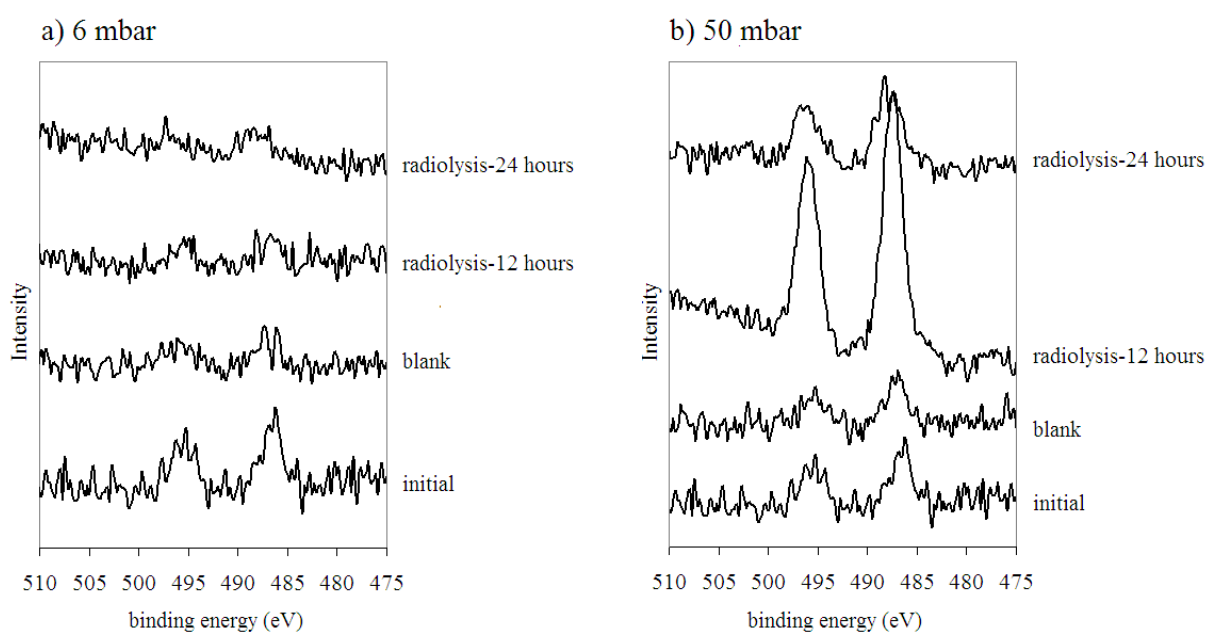 a) 6 mbar
radiolysis-24 hours
radiolysis-12 hours
blank
initial
Intensity
510 505 500 495 490 485 480 475
binding energy (eV)
b) 50 mbar
radiolysis-24 hours
radiolysis-12 hours
blank
initial
Intensity
510 505 500 495 490 485 480 475
binding energy (eV)